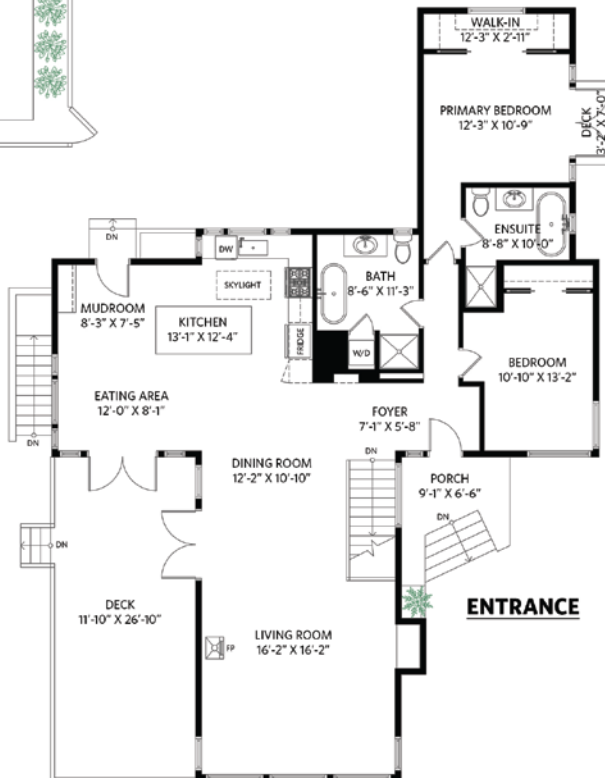 WALK-IN
12'-3" X 2'-11"
PRIMARY BEDROOM
12'-3" X 10'-9"
DECK
3'-2" X 7'-0"
ENSUITE
8'-8" X 10'-0"
DN
DW
SKYLIGHT
BATH
8'-6" X 11'-3"
MUDROOM
8'-3" X 7'-5"
KITCHEN
13'-1" X 12'-4"
FRIDGE
W/D
BEDROOM
10'-10" X 13'-2"
EATING AREA
12'-0" X 8'-1"
FOYER
7'-1" X 5'-8"
DN
DN
DINING ROOM
12'-2" X 10'-10"
PORCH
9'-1" X 6'-6"
DN
DN
DECK
11'-10" X 26'-10"
ENTRANCE
LIVING ROOM
16'-2" X 16'-2"
FP